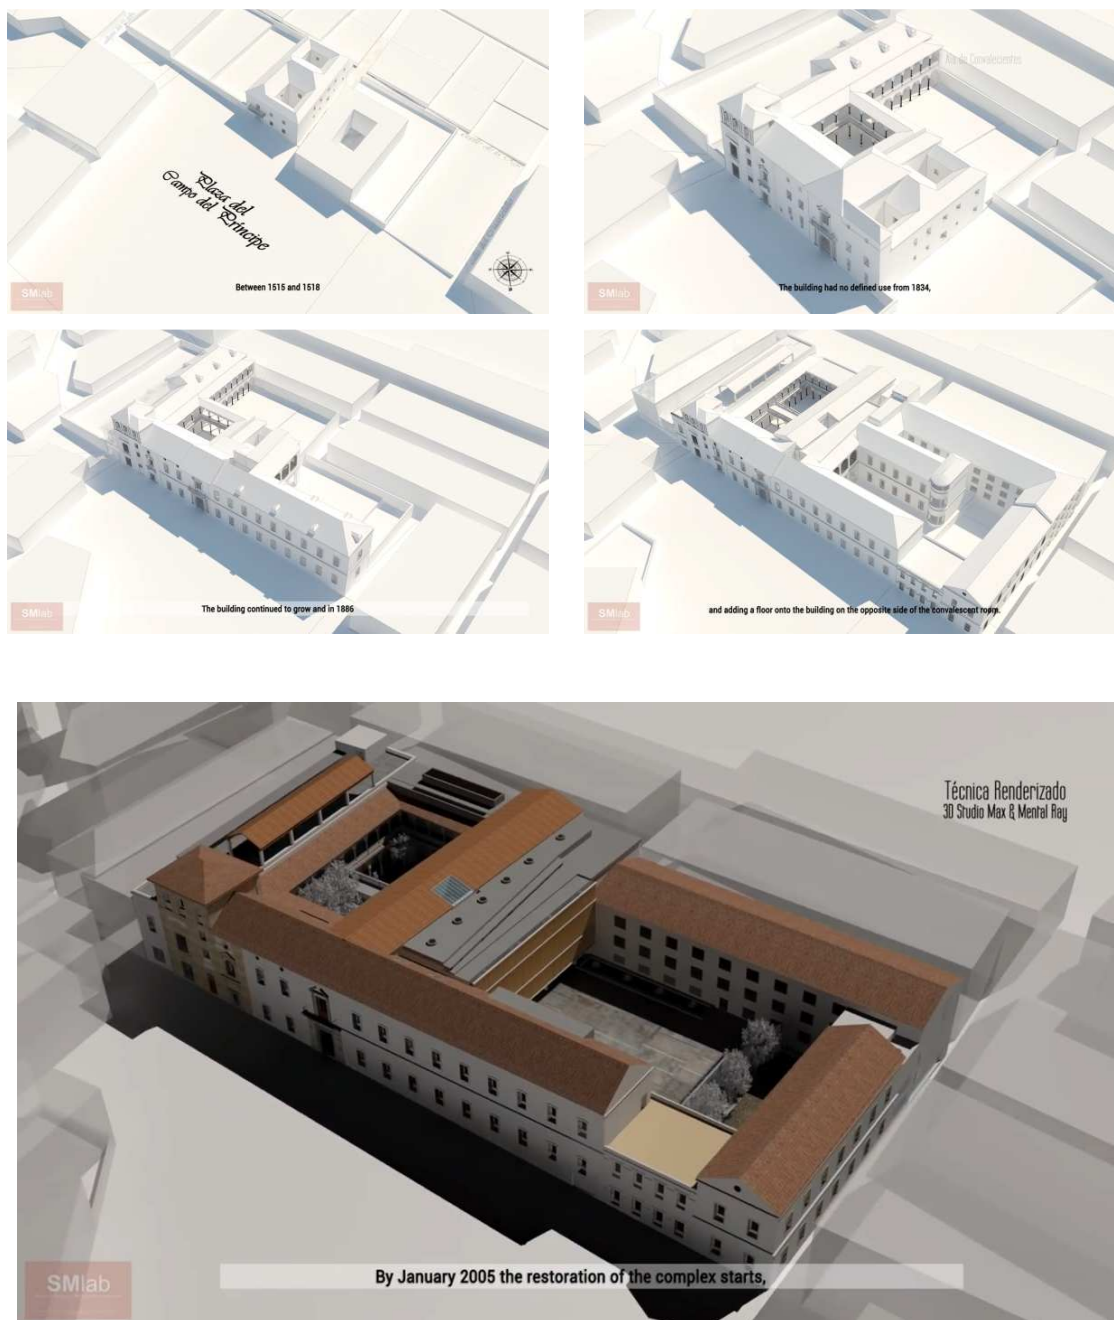 Plaza del
Campo del Príncipe
Between 1515 and 1518
SMlab
Ala de Convalecientes
The building had no defined use from 1834,
SMlab
The building continued to grow and in 1886
SMlab
and adding a floor onto the building on the opposite side of the convalescent room.
SMlab
Técnica Renderizado
3D Studio Max & Mental Ray
By January 2005 the restoration of the complex starts,
SMlab